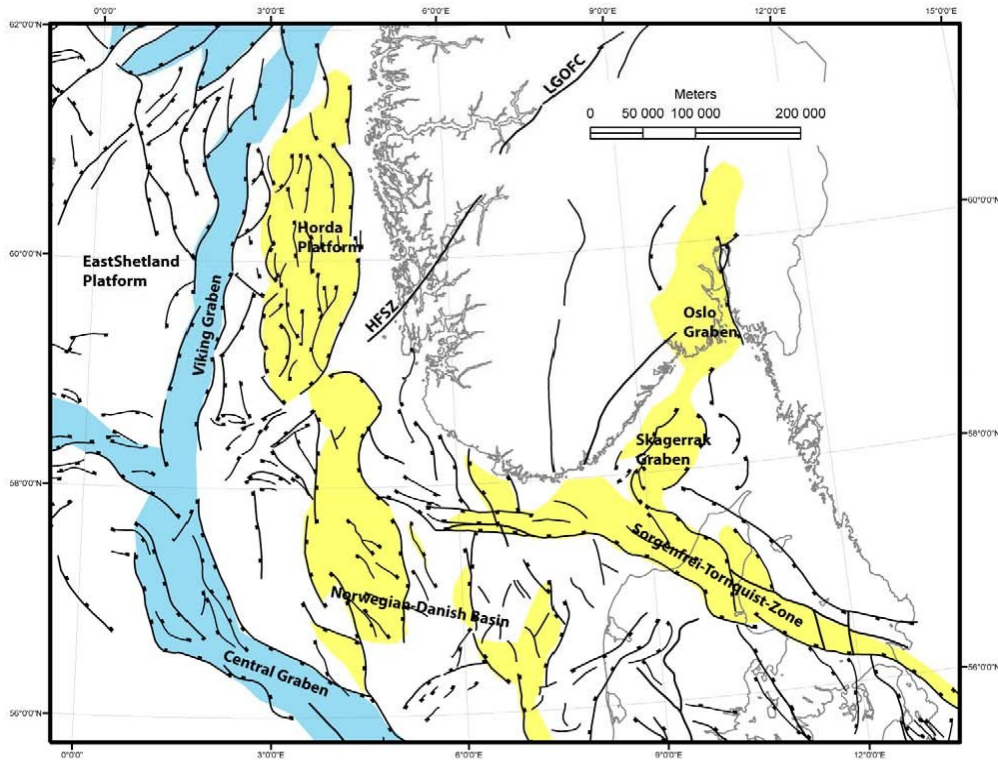 0°0'0"
3°0'0"E
6°0'0"E
9°0'0"E
12°0'0"E
15°0'0"E
62°0'0"N
LGOFC
Meters
0 50 000 100 000 200 000
60°0'0"N
60°0'0"N
Horda
Platform
EastShetland
Platform
HFSZ
Viking Graben
Oslo
Graben
58°0'0"N
58°0'0"N
Skagerrak
Graben
Sorgenfrei-Tornquist-Zone
Norwegian-Danish Basin
Central Graben
56°0'0"N
56°0'0"N
0°0'0"
3°0'0"E
6°0'0"E
9°0'0"E
12°0'0"E